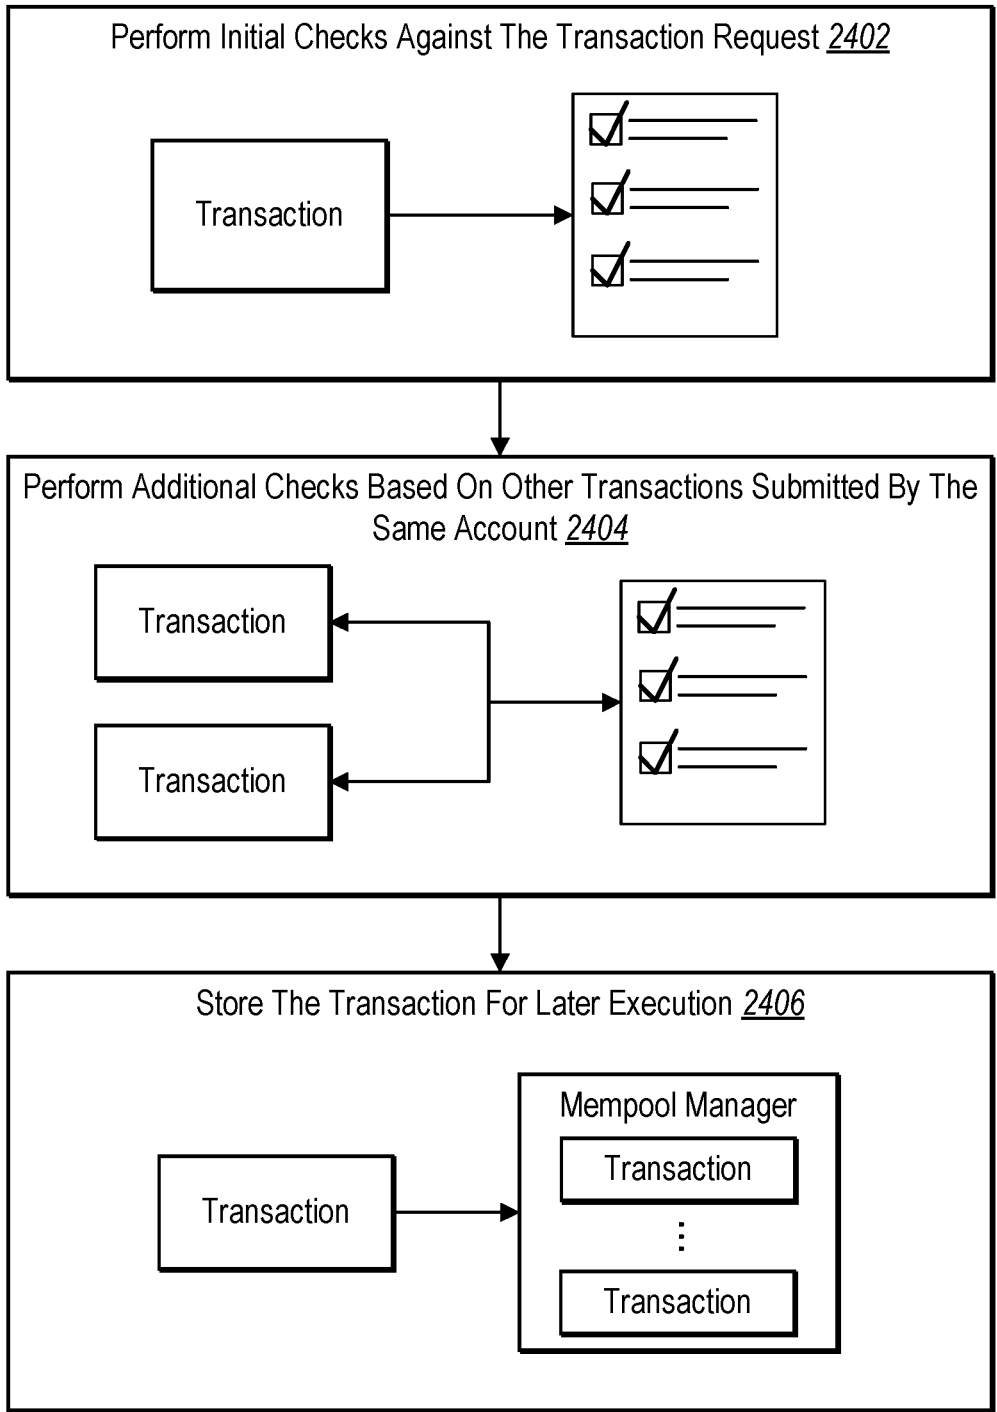 Perform Initial Checks Against The Transaction Request 2402
Transaction
Perform Additional Checks Based On Other Transactions Submitted By The
Same Account 2404
Transaction
Transaction
Store The Transaction For Later Execution 2406
Mempool Manager
Transaction
Transaction
⋮
Transaction